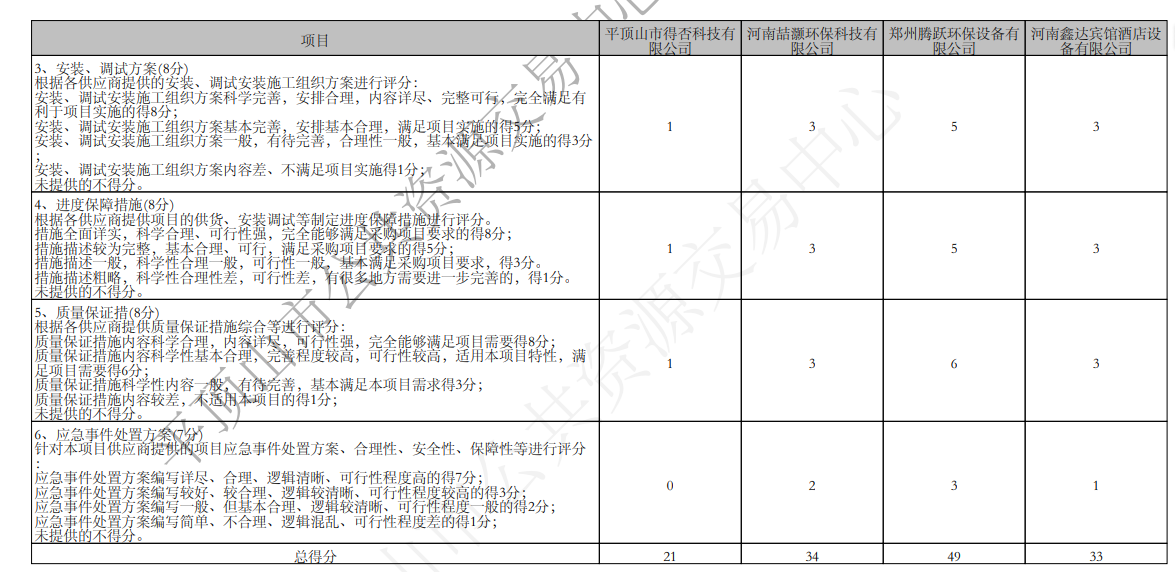 项目
平顶山市得否科技有
限公司
河南喆灏环保科技有
限公司
郑州腾跃环保设备有
限公司
河南鑫达宾馆酒店设
备有限公司
3、安装、调试方案(8分)
根据各供应商提供的安装、调试安装施工组织方案进行评分:
安装、调试安装施工组织方案科学完善，安排合理，内容详尽、完整可行，完全满足有
利于项目实施的得8分;
安装、调试安装施工组织方案基本完善，安排基本合理，满足项目实施的得5分;
安装、调试安装施工组织方案一般，有待完善，合理性一般，基本满足项目实施的得3分
;
安装、调试安装施工组织方案内容差、不满足项目实施得1分;
未提供的不得分。
1
3
5
3
4、进度保障措施(8分)
根据各供应商提供项目的供货、安装调试等制定进度保障措施进行评分。
措施全面详实，科学合理、可行性强，完全能够满足采购项目要求的得8分;
措施描述较为完整，基本合理、可行，满足采购项目要求的得5分;
措施描述一般，科学性合理一般，可行性一般，基本满足采购项目要求，得3分。
措施描述粗略，科学性合理性差，可行性差，有很多地方需要进一步完善的，得1分。
未提供的不得分。
1
3
5
3
5、质量保证措(8分)
根据各供应商提供质量保证措施综合等进行评分:
质量保证措施内容科学合理，内容详尽，可行性强，完全能够满足项目需要得8分;
质量保证措施内容科学性基本合理，完善程度较高，可行性较高，适用本项目特性，满
足项目需要得6分;
质量保证措施科学性内容一般，有待完善，基本满足本项目需求得3分;
质量保证措施内容较差，不适用本项目的得1分;
未提供的不得分。
1
3
6
3
6、应急事件处置方案(7分)
针对本项目供应商提供的项目应急事件处置方案、合理性、安全性、保障性等进行评分
:
应急事件处置方案编写详尽、合理、逻辑清晰、可行性程度高的得7分;
应急事件处置方案编写较好、较合理、逻辑较清晰、可行性程度较高的得3分;
应急事件处置方案编写一般、但基本合理、逻辑较清晰、可行性程度一般的得2分;
应急事件处置方案编写简单、不合理、逻辑混乱、可行性程度差的得1分;
未提供的不得分。
0
2
3
1
总得分
21
34
49
33
平顶山市公共资源交易中心
山市公共资源交易中心